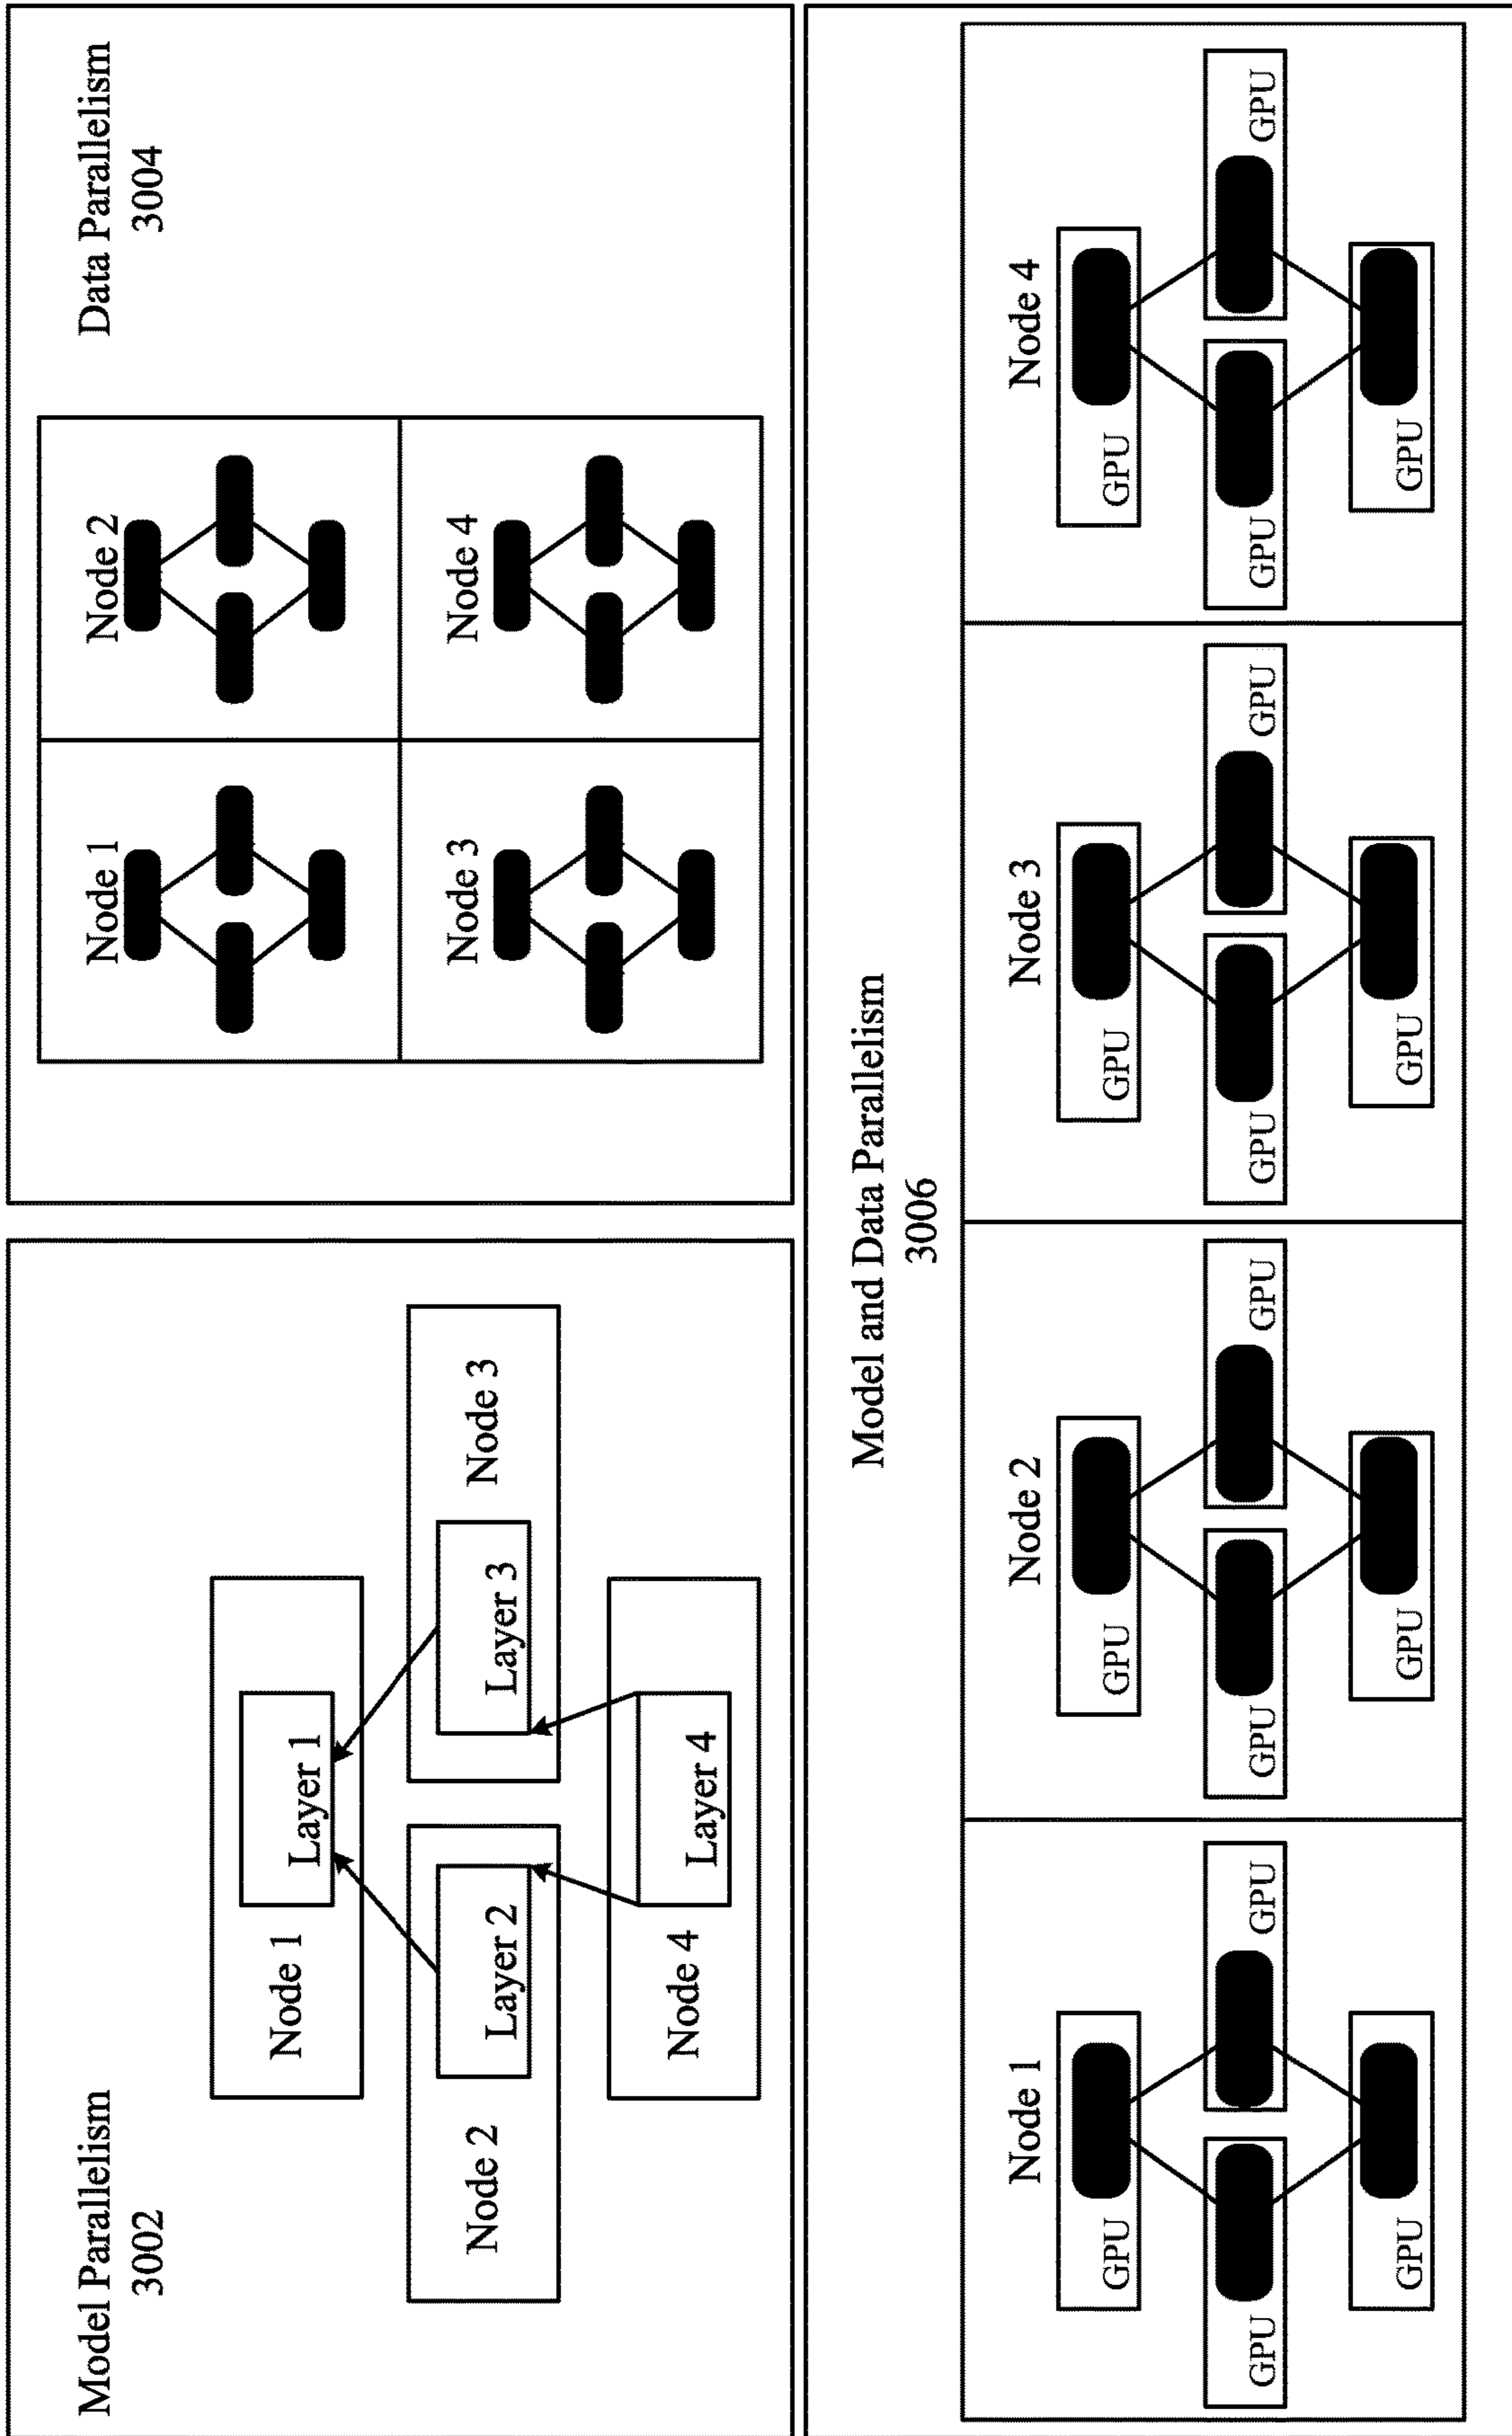 Model Parallelism
3002
Node 1
Layer 1
Node 2
Layer 2
Layer 3
Node 3
Node 4
Layer 4
Data Parallelism
3004
Node 1
Node 2
Node 3
Node 4
Model and Data Parallelism
3006
Node 1
GPU
GPU
GPU
GPU
Node 2
GPU
GPU
GPU
GPU
Node 3
GPU
GPU
GPU
GPU
Node 4
GPU
GPU
GPU
GPU